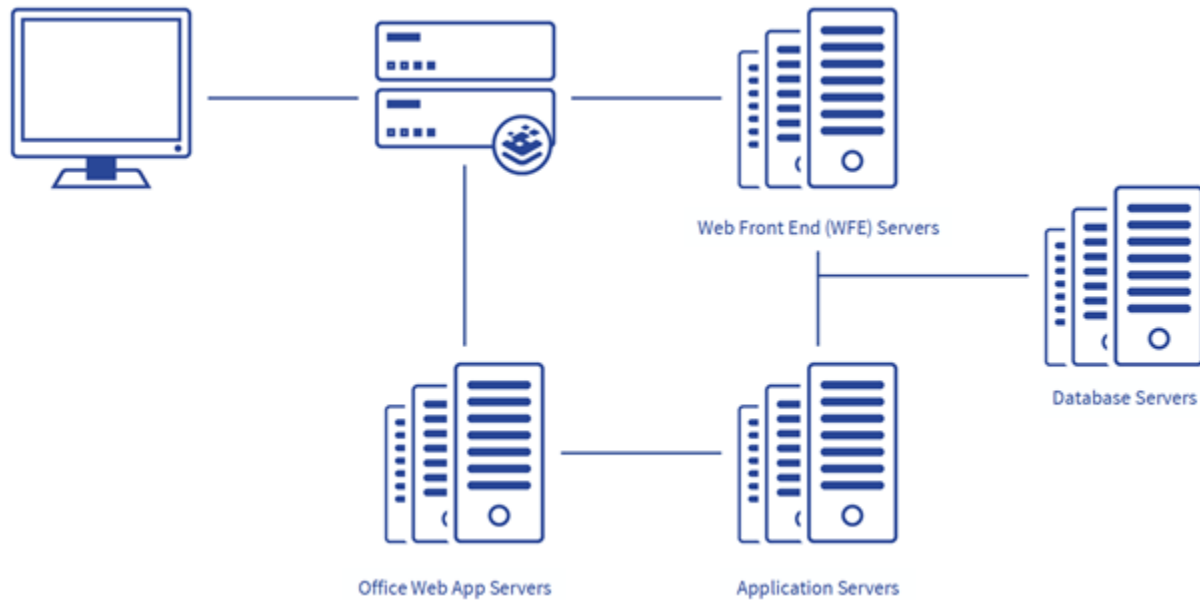 Web Front End (WFE) Servers
Database Servers
Office Web App Servers
Application Servers